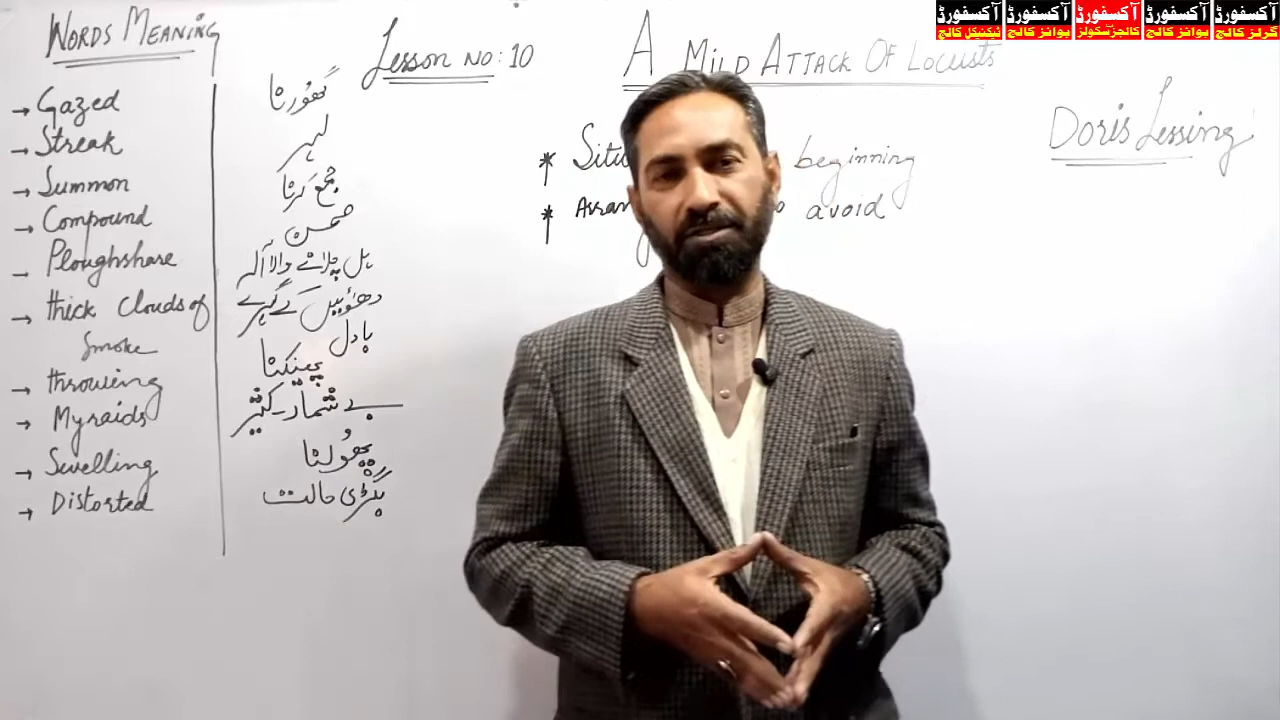 آکسفورڈ
ٹیکنیکل کالج
آکسفورڈ
بوائز کالج
آکسفورڈ
کالجز سکولز
آکسفورڈ
بوائز کالج
آکسفورڈ
گرلز کالج
WORDS MEANING
Lesson NO: 10
A MILD ATTACK OF LOCUSTS
Doris Lessing
→ Gazed گھورنا
→ Streak لہر
→ Summon جمع کرنا
→ Compound صحن
→ Ploughshare ہل چلانے والا آلہ
→ thick clouds of smoke دھوئیں کے گہرے بادل
→ throwing پھینکنا
→ Myraids بے شمار - کثیر
→ Swelling پھولنا
→ Distorted بگڑی حالت
* beginning
* avoid